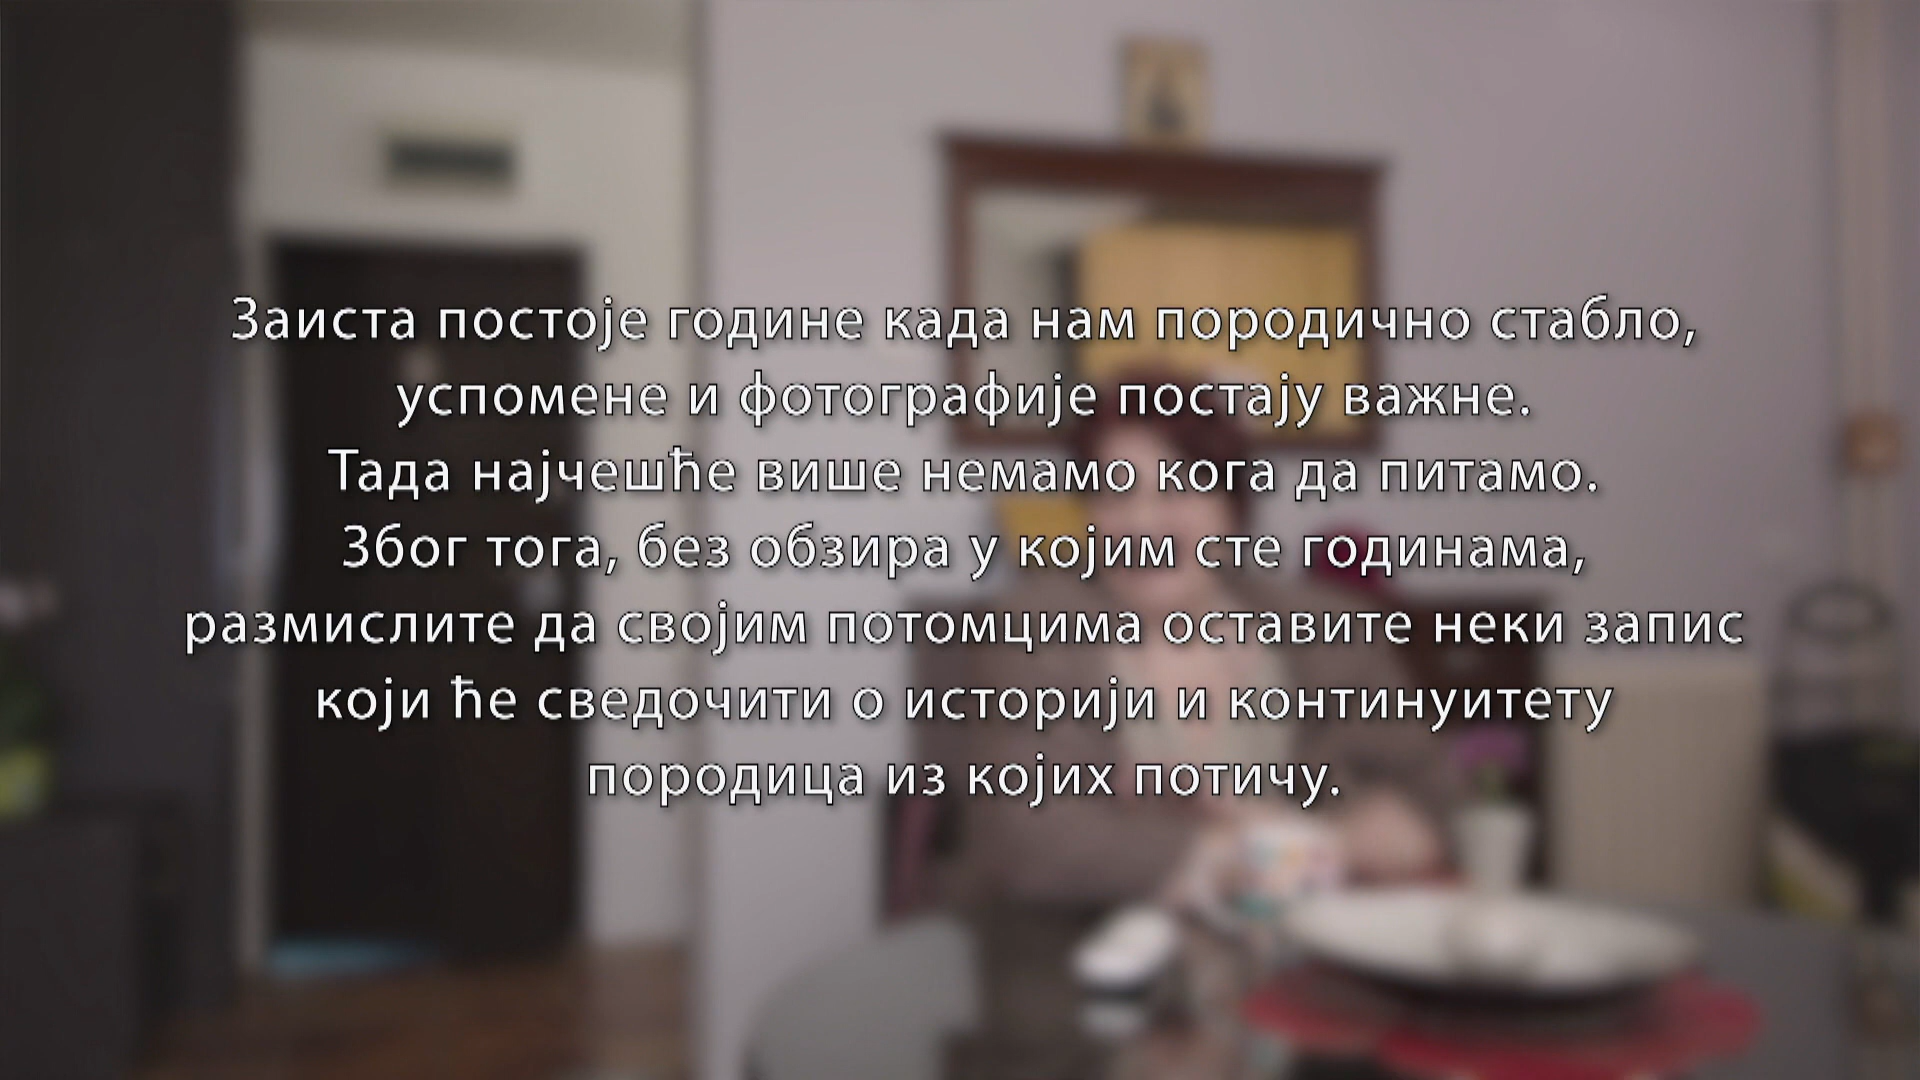 Заиста постоје године када нам породично стабло,
успомене и фотографије постају важне.
Тада најчешће више немамо кога да питамо.
Због тога, без обзира у којим сте годинама,
размислите да својим потомцима оставите неки запис
који ће сведочити о историји и континуитету
породица из којих потичу.